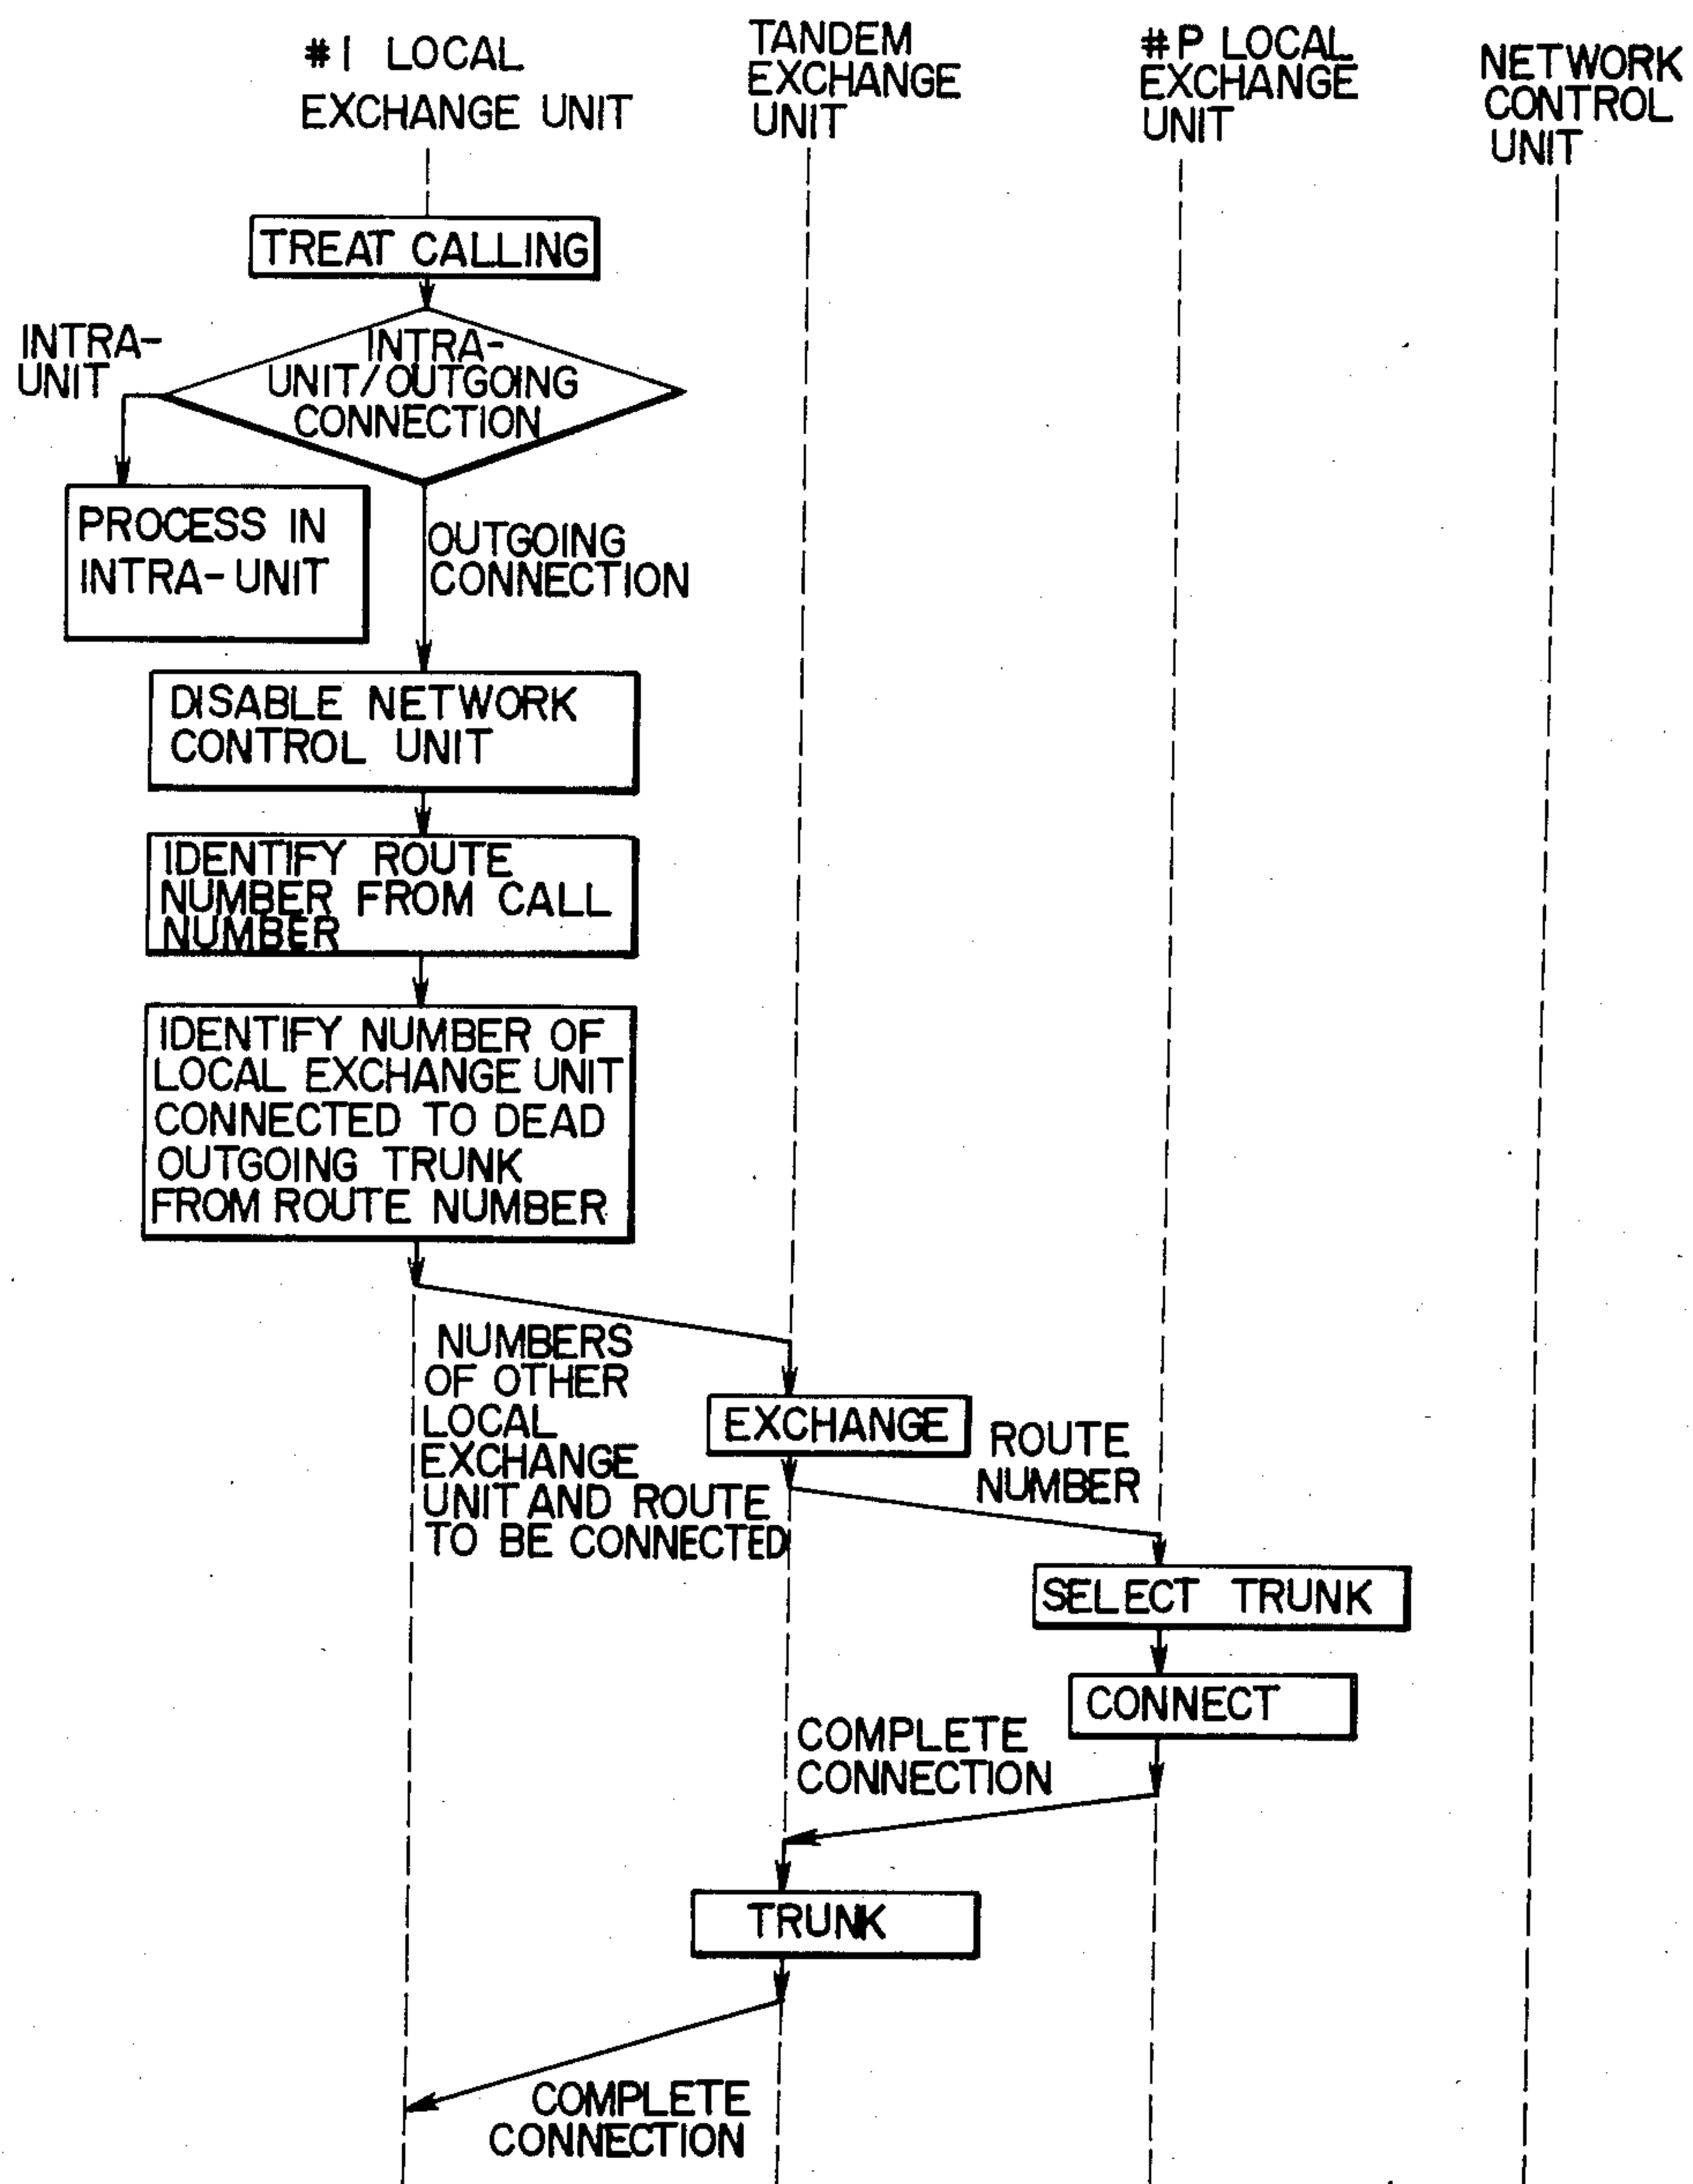 #1 LOCAL
EXCHANGE UNIT
TANDEM
EXCHANGE
UNIT
#P LOCAL
EXCHANGE
UNIT
NETWORK
CONTROL
UNIT
TREAT CALLING
INTRA-
UNIT
INTRA-
UNIT/OUTGOING
CONNECTION
PROCESS IN
INTRA-UNIT
OUTGOING
CONNECTION
DISABLE NETWORK
CONTROL UNIT
IDENTIFY ROUTE
NUMBER FROM CALL
NUMBER
IDENTIFY NUMBER OF
LOCAL EXCHANGE UNIT
CONNECTED TO DEAD
OUTGOING TRUNK
FROM ROUTE NUMBER
NUMBERS
OF OTHER
LOCAL
EXCHANGE
UNIT AND ROUTE
TO BE CONNECTED
EXCHANGE
ROUTE
NUMBER
SELECT TRUNK
CONNECT
COMPLETE
CONNECTION
TRUNK
COMPLETE
CONNECTION